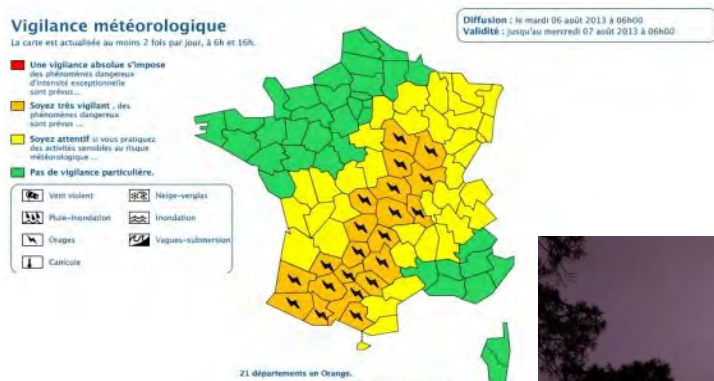 Vigilance météorologique
La carte est actualisée au moins 2 fois par jour, à 6h et 16h.
Diffusion : le mardi 06 août 2013 à 06h00
Validité : jusqu'au mercredi 07 août 2013 à 06h00
Une vigilance absolue s'impose
des phénomènes dangereux
d'intensité exceptionnelle
sont prévus ...
Soyez très vigilant , des
phénomènes dangereux
sont prévus ...
Soyez attentif si vous pratiquez
des activités sensibles au risque
météorologique ...
Pas de vigilance particulière.
Vent violent
Neige-verglas
Pluie-Inondation
Inondation
Orages
Vagues-submersion
Canicule
21 départements en Orange.